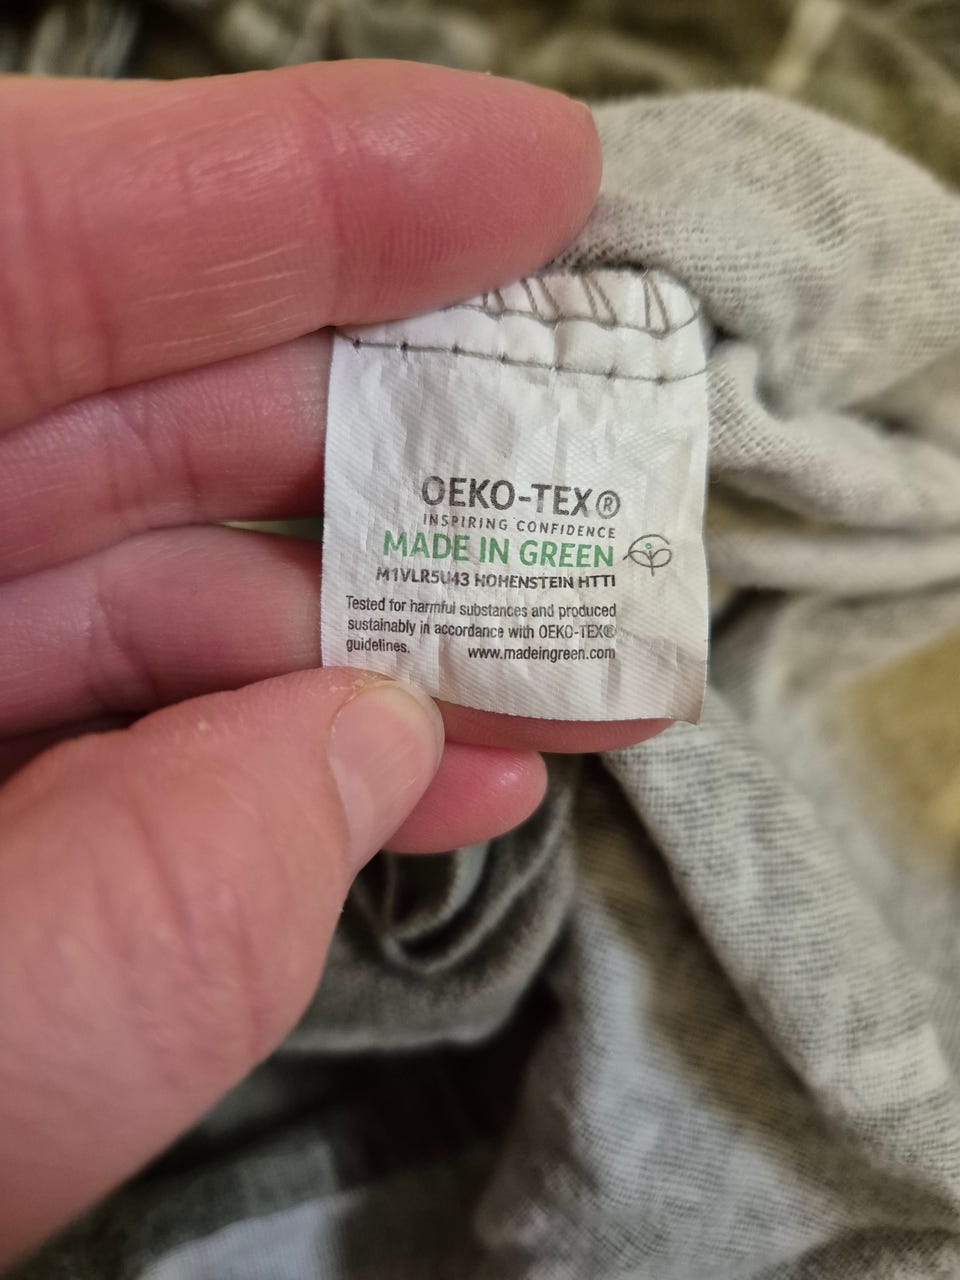 OEKO-TEX®
INSPIRING CONFIDENCE
MADE IN GREEN
M1VLR5U43 HOHENSTEIN HTTI
Tested for harmful substances and produced
sustainably in accordance with OEKO-TEX®
guidelines. www.madeingreen.com